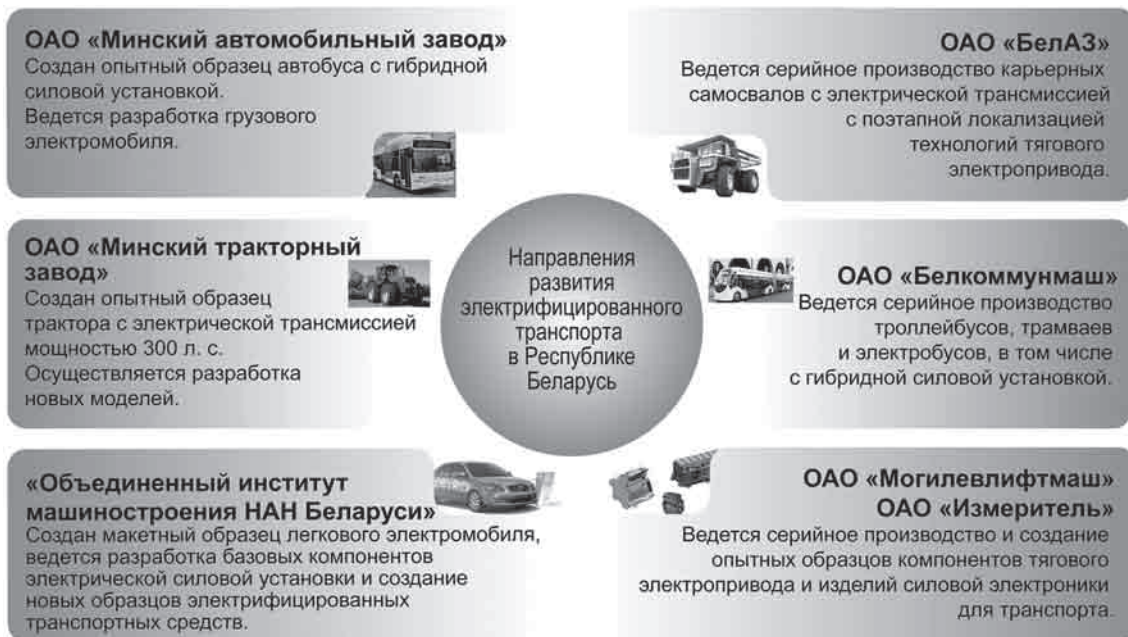 ОАО «Минский автомобильный завод»
Создан опытный образец автобуса с гибридной
силовой установкой.
Ведется разработка грузового
электромобиля.
ОАО «БелАЗ»
Ведется серийное производство карьерных
самосвалов с электрической трансмиссией
с поэтапной локализацией
технологий тягового
электропривода.
ОАО «Минский тракторный
завод»
Создан опытный образец
трактора с электрической трансмиссией
мощностью 300 л. с.
Осуществляется разработка
новых моделей.
Направления
развития
электрифицированного
транспорта
в Республике
Беларусь
ОАО «Белкоммунмаш»
Ведется серийное производство
троллейбусов, трамваев
и электробусов, в том числе
с гибридной силовой установкой.
«Объединенный институт
машиностроения НАН Беларуси»
Создан макетный образец легкового электромобиля,
ведется разработка базовых компонентов
электрической силовой установки и создание
новых образцов электрифицированных
транспортных средств.
ОАО «Могилевлифтмаш»
ОАО «Измеритель»
Ведется серийное производство и создание
опытных образцов компонентов тягового
электропривода и изделий силовой электроники
для транспорта.